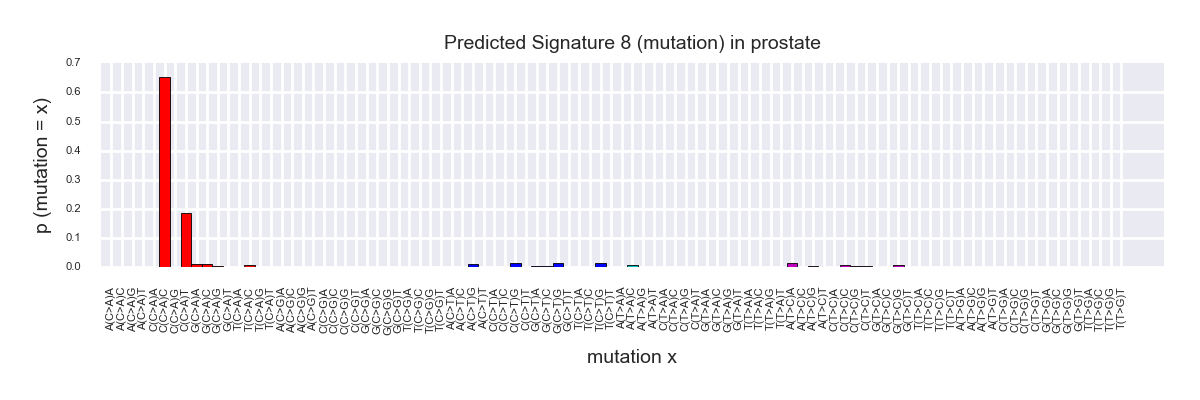 Predicted Signature 8 (mutation) in prostate
p (mutation = x)
0.7
0.6
0.5
0.4
0.3
0.2
0.1
0.0
A(C>A)A
A(C>A)C
A(C>A)G
A(C>A)T
C(C>A)A
C(C>A)C
C(C>A)G
C(C>A)T
G(C>A)A
G(C>A)C
G(C>A)G
G(C>A)T
T(C>A)A
T(C>A)C
T(C>A)G
T(C>A)T
A(C>G)A
A(C>G)C
A(C>G)G
A(C>G)T
C(C>G)A
C(C>G)C
C(C>G)G
C(C>G)T
G(C>G)A
G(C>G)C
G(C>G)G
G(C>G)T
T(C>G)A
T(C>G)C
T(C>G)G
T(C>G)T
A(C>T)A
A(C>T)C
A(C>T)G
A(C>T)T
C(C>T)A
C(C>T)C
C(C>T)G
C(C>T)T
G(C>T)A
G(C>T)C
G(C>T)G
G(C>T)T
T(C>T)A
T(C>T)C
T(C>T)G
T(C>T)T
A(T>A)A
A(T>A)C
A(T>A)G
A(T>A)T
C(T>A)A
C(T>A)C
C(T>A)G
C(T>A)T
G(T>A)A
G(T>A)C
G(T>A)G
G(T>A)T
T(T>A)A
T(T>A)C
T(T>A)G
T(T>A)T
A(T>C)A
A(T>C)C
A(T>C)G
A(T>C)T
C(T>C)A
C(T>C)C
C(T>C)G
C(T>C)T
G(T>C)A
G(T>C)C
G(T>C)G
G(T>C)T
T(T>C)A
T(T>C)C
T(T>C)G
T(T>C)T
A(T>G)A
A(T>G)C
A(T>G)G
A(T>G)T
C(T>G)A
C(T>G)C
C(T>G)G
C(T>G)T
G(T>G)A
G(T>G)C
G(T>G)G
G(T>G)T
T(T>G)A
T(T>G)C
T(T>G)G
T(T>G)T
mutation x